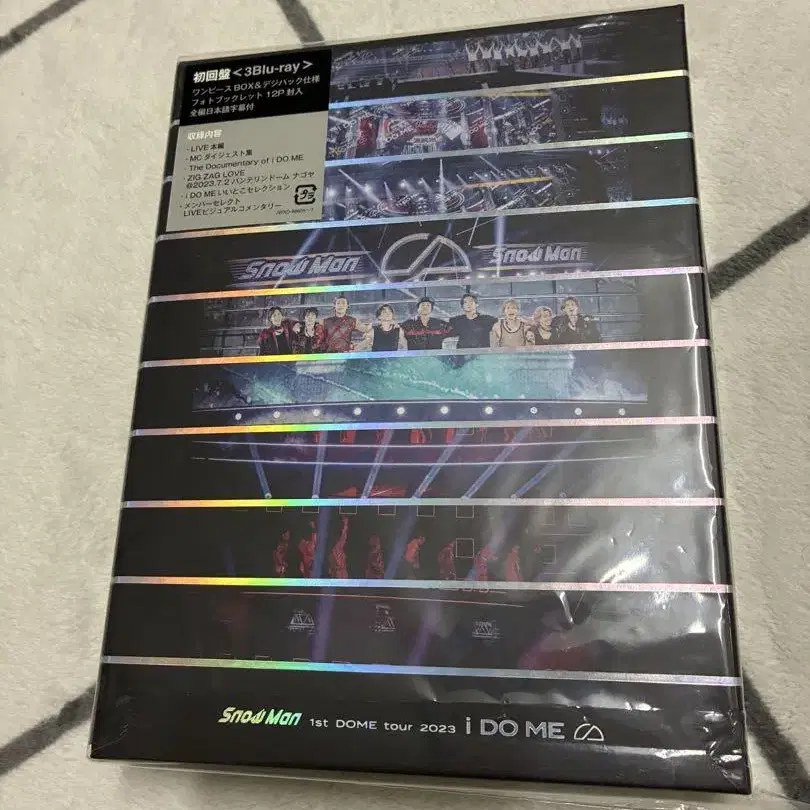 初回盤<3Blu-ray>
ワンピースBOX&デジパック仕様
フォトブックレット 12P 封入
全編日本語字幕付
収録内容
・LIVE 本編
・MC ダイジェスト集
・The Documentary of i DO ME
・ZIG ZAG LOVE
@2023.7.2 バンテリンドーム ナゴヤ
・i DO ME いいとこセレクション
・メンバーセレクト
LIVEビジュアルコメンタリー
プラ
Snow Man
Snow Man
Snow Man 1st DOME tour 2023 i DO ME